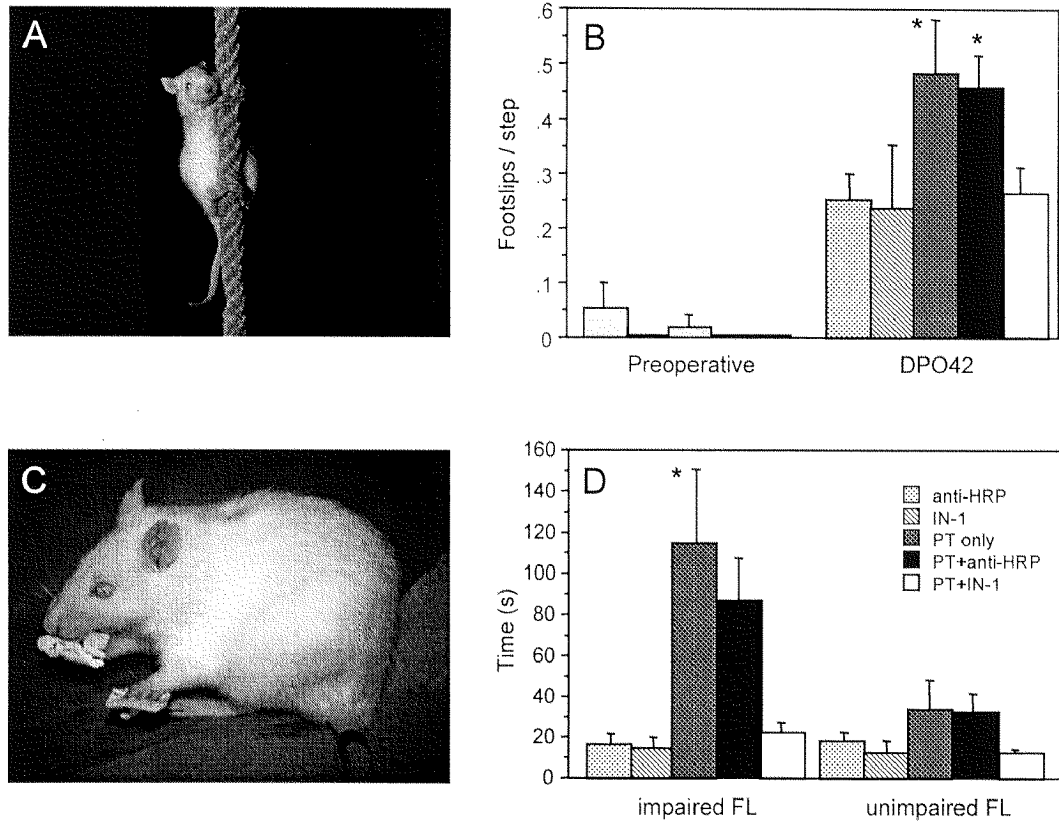 A
B
.6
.5
.4
.3
.2
.1
0
Footslips / step
* *
Preoperative DPO42
C
D
160
140
120
100
80
60
40
20
0
Time (s)
*
anti-HRP
IN-1
PT only
PT+anti-HRP
PT+IN-1
impaired FL unimpaired FL